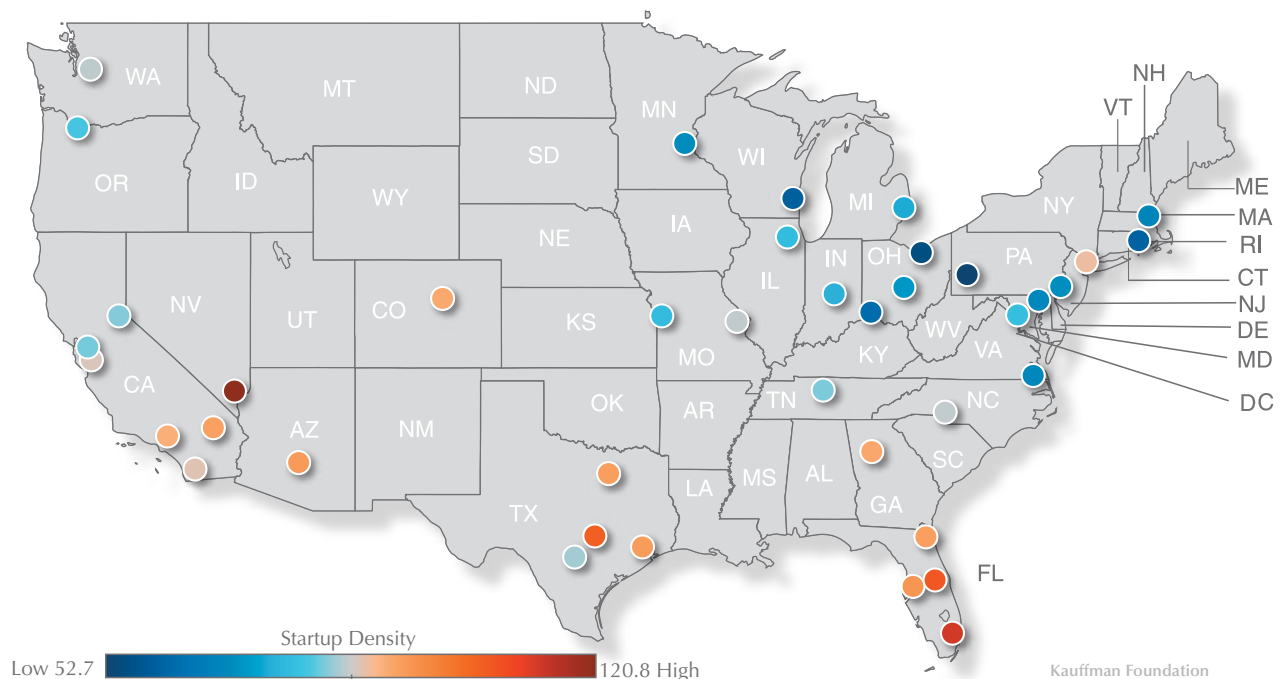 NH
VT
WA
MT
ND
MN
WI
MI
NY
ME
MA
RI
CT
NJ
DE
MD
DC
OR
ID
WY
SD
IA
NE
PA
IL
IN
OH
NV
UT
CO
KS
MO
KY
WV
VA
CA
AZ
NM
OK
AR
TN
NC
SC
TX
LA
MS
AL
GA
FL
Startup Density
Low 52.7
120.8 High
Kauffman Foundation